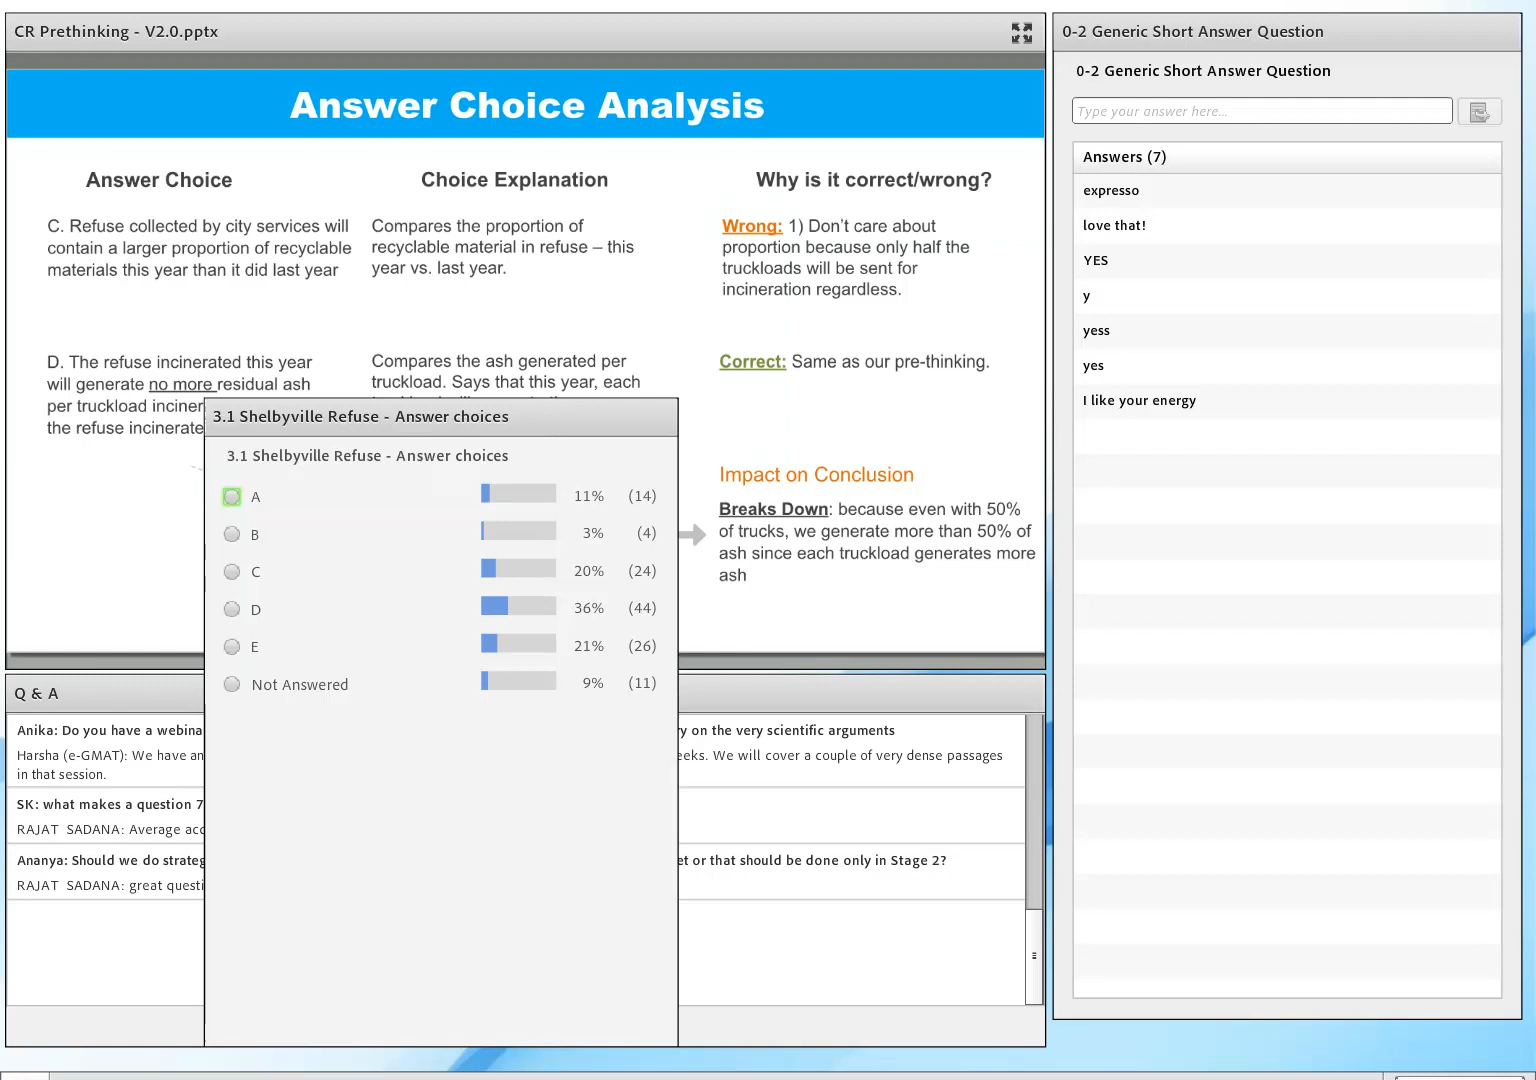 CR Prethinking - V2.0.pptx
Answer Choice Analysis
Answer Choice
Choice Explanation
Why is it correct/wrong?
C. Refuse collected by city services will
contain a larger proportion of recyclable
materials this year than it did last year
Compares the proportion of
recyclable material in refuse – this
year vs. last year.
Wrong: 1) Don't care about
proportion because only half the
truckloads will be sent for
incineration regardless.
D. The refuse incinerated this year
will generate no more residual ash
per truckload inciner
the refuse incinerate
Compares the ash generated per
truckload. Says that this year, each
Correct: Same as our pre-thinking.
Impact on Conclusion
Breaks Down: because even with 50%
of trucks, we generate more than 50% of
ash since each truckload generates more
ash
3.1 Shelbyville Refuse - Answer choices
3.1 Shelbyville Refuse - Answer choices
A 11% (14)
B 3% (4)
C 20% (24)
D 36% (44)
E 21% (26)
Not Answered 9% (11)
Q & A
Anika: Do you have a webina
ry on the very scientific arguments
Harsha (e-GMAT): We have an
eeks. We will cover a couple of very dense passages
in that session.
SK: what makes a question 7
RAJAT SADANA: Average acc
Ananya: Should we do strateg
et or that should be done only in Stage 2?
RAJAT SADANA: great questi
0-2 Generic Short Answer Question
0-2 Generic Short Answer Question
Type your answer here...
Answers (7)
expresso
love that!
YES
y
yess
yes
I like your energy